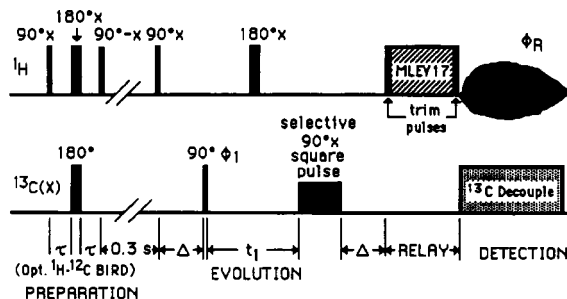 180°x
90°x 90°-x 90°x 180°x
¹H
MLEV17
ϕR
trim
pulses
selective
90°x
square
pulse
180° 90° ϕ1
¹³C(X)
¹³C Decouple
τ τ 0.3 s Δ t₁ Δ RELAY DETECTION
(Opt. ¹H-¹²C BIRD) EVOLUTION
PREPARATION